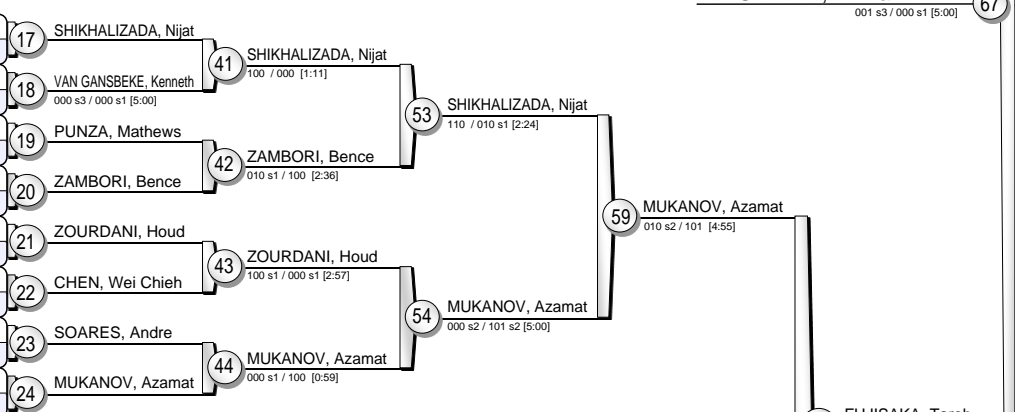 67
001 s3 / 000 s1 [5:00]
17
SHIKHALIZADA, Nijat
41
SHIKHALIZADA, Nijat
100 / 000 [1:11]
18
VAN GANSBEKE, Kenneth
000 s3 / 000 s1 [5:00]
53
SHIKHALIZADA, Nijat
110 / 010 s1 [2:24]
19
PUNZA, Mathews
42
ZAMBORI, Bence
010 s1 / 100 [2:36]
20
ZAMBORI, Bence
59
MUKANOV, Azamat
010 s2 / 101 [4:55]
21
ZOURDANI, Houd
43
ZOURDANI, Houd
100 s1 / 000 s1 [2:57]
22
CHEN, Wei Chieh
54
MUKANOV, Azamat
000 s2 / 101 s2 [5:00]
23
SOARES, Andre
44
MUKANOV, Azamat
000 s1 / 100 [0:59]
24
MUKANOV, Azamat